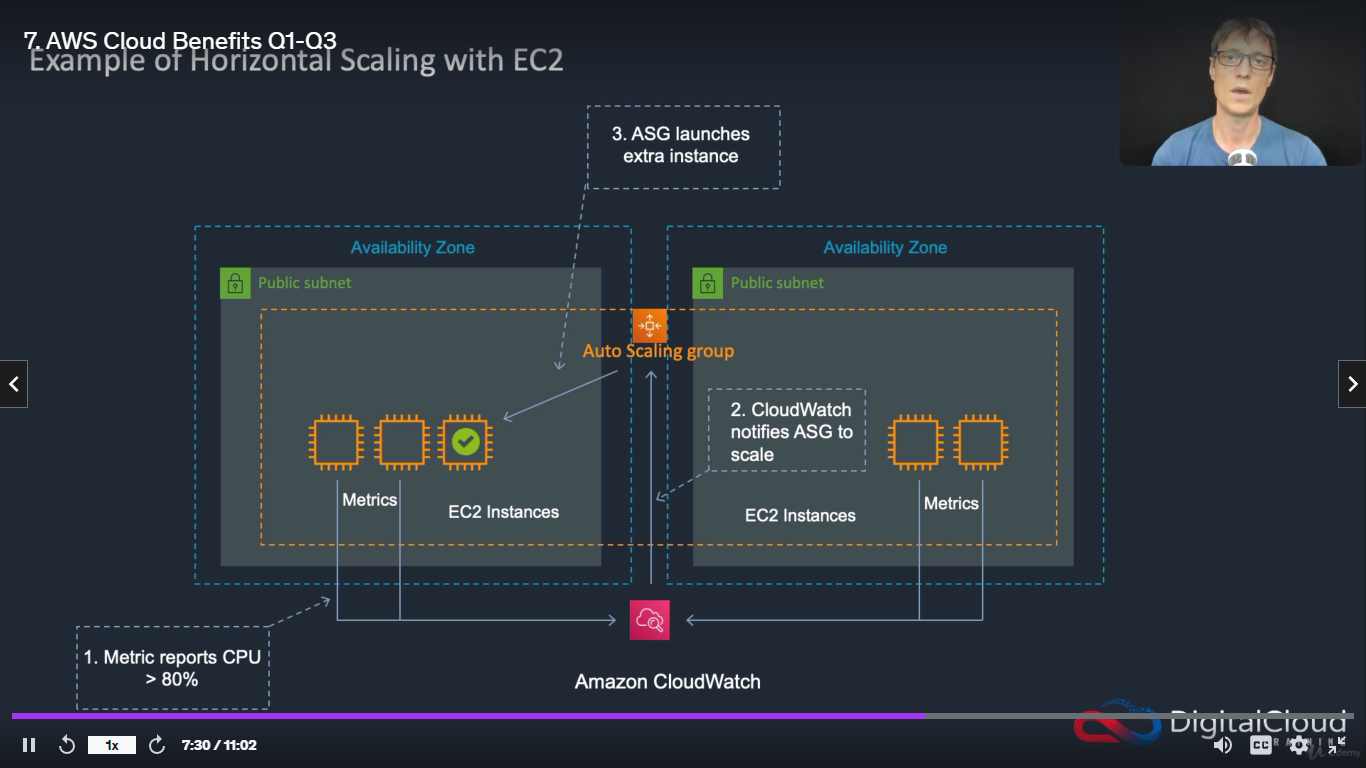 7. AWS Cloud Benefits Q1-Q3
Example of Horizontal Scaling with EC2
3. ASG launches
extra instance
Availability Zone
Availability Zone
Public subnet
Public subnet
Auto Scaling group
2. CloudWatch
notifies ASG to
scale
Metrics
EC2 Instances
EC2 Instances
Metrics
1. Metric reports CPU
> 80%
Amazon CloudWatch
DigitalCloud
1x
7:30 / 11:02
CC